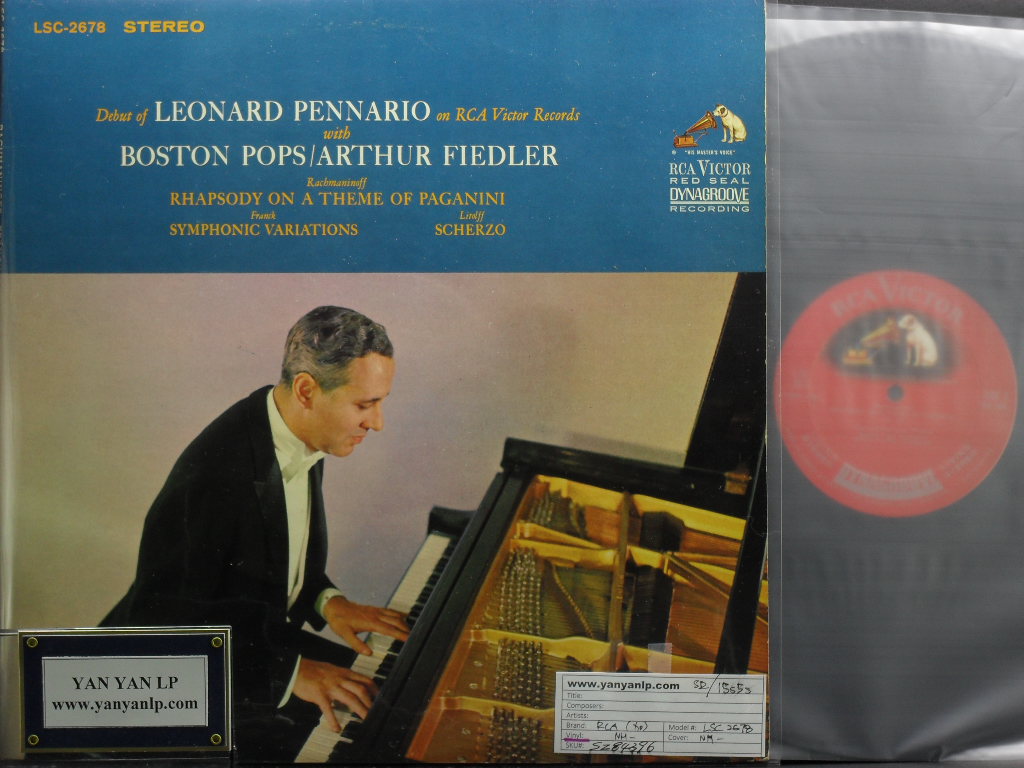 LSC-2678 STEREO
Debut of LEONARD PENNARIO on RCA Victor Records
with
BOSTON POPS/ARTHUR FIEDLER
Rachmaninoff
RHAPSODY ON A THEME OF PAGANINI
Franck Litolff
SYMPHONIC VARIATIONS SCHERZO
"HIS MASTER'S VOICE"
RCA VICTOR
RED SEAL
DYNAGROOVE
RECORDING
RCA VICTOR
DYNAGROOVE
YAN YAN LP
www.yanyanlp.com
www.yanyanlp.com
Title:
Composers:
Artists:
Brand: RCA Model #: LSC 2678
Vinyl: NM- Cover: NM-
SKU#: